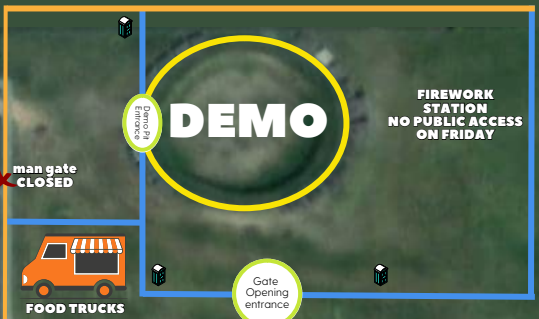 DEMO
Demo Pit
Entrance
FIREWORK
STATION
NO PUBLIC ACCESS
ON FRIDAY
man gate
CLOSED
FOOD TRUCKS
Gate
Opening
entrance